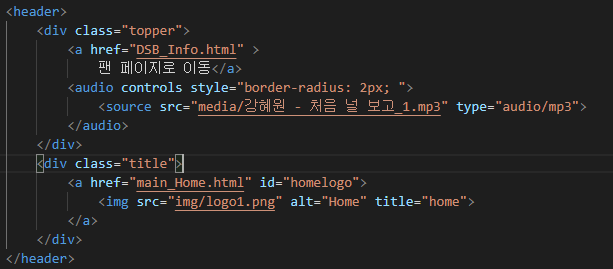 <header>
<div class="topper">
<a href="DSB_Info.html" >
팬 페이지로 이동</a>
<audio controls style="border-radius: 2px; ">
<source src="media/강혜원 - 처음 널 보고_1.mp3" type="audio/mp3">
</audio>
</div>
<div class="title">
<a href="main_Home.html" id="homelogo">
<img src="img/logo1.png" alt="Home" title="home">
</a>
</div>
</header>